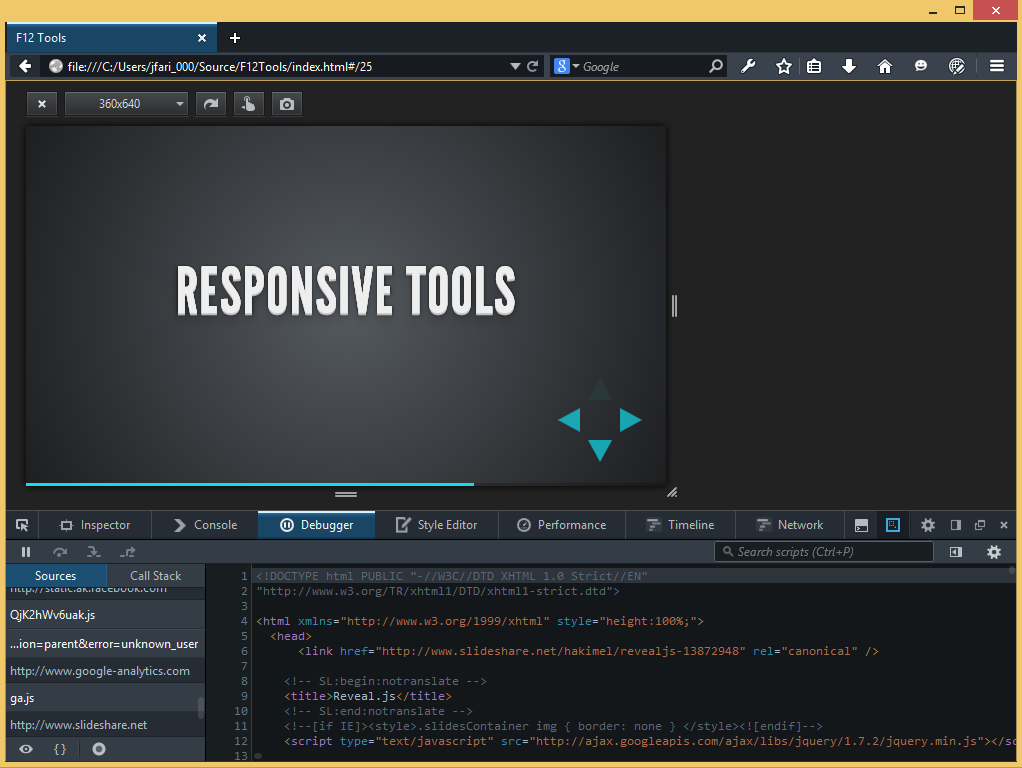 F12 Tools
file:///C:/Users/jfari_000/Source/F12Tools/index.html#/25
Google
360x640
RESPONSIVE TOOLS
Inspector
Console
Debugger
Style Editor
Performance
Timeline
Network
Search scripts (Ctrl+P)
Sources
Call Stack
http://static.ak.facebook.com
QjK2hWv6uak.js
...ion=parent&error=unknown_user
http://www.google-analytics.com
ga.js
http://www.slideshare.net
{}
1 <!DOCTYPE html PUBLIC "-//W3C//DTD XHTML 1.0 Strict//EN"
2 "http://www.w3.org/TR/xhtml1/DTD/xhtml1-strict.dtd">
3
4 <html xmlns="http://www.w3.org/1999/xhtml" style="height:100%;">
5 <head>
6 <link href="http://www.slideshare.net/hakimel/revealjs-13872948" rel="canonical" />
7
8 <!-- SL:begin:notranslate -->
9 <title>Reveal.js</title>
10 <!-- SL:end:notranslate -->
11 <!--[if IE]><style>.slidesContainer img { border: none } </style><![endif]-->
12 <script type="text/javascript" src="http://ajax.googleapis.com/ajax/libs/jquery/1.7.2/jquery.min.js"></sc
13